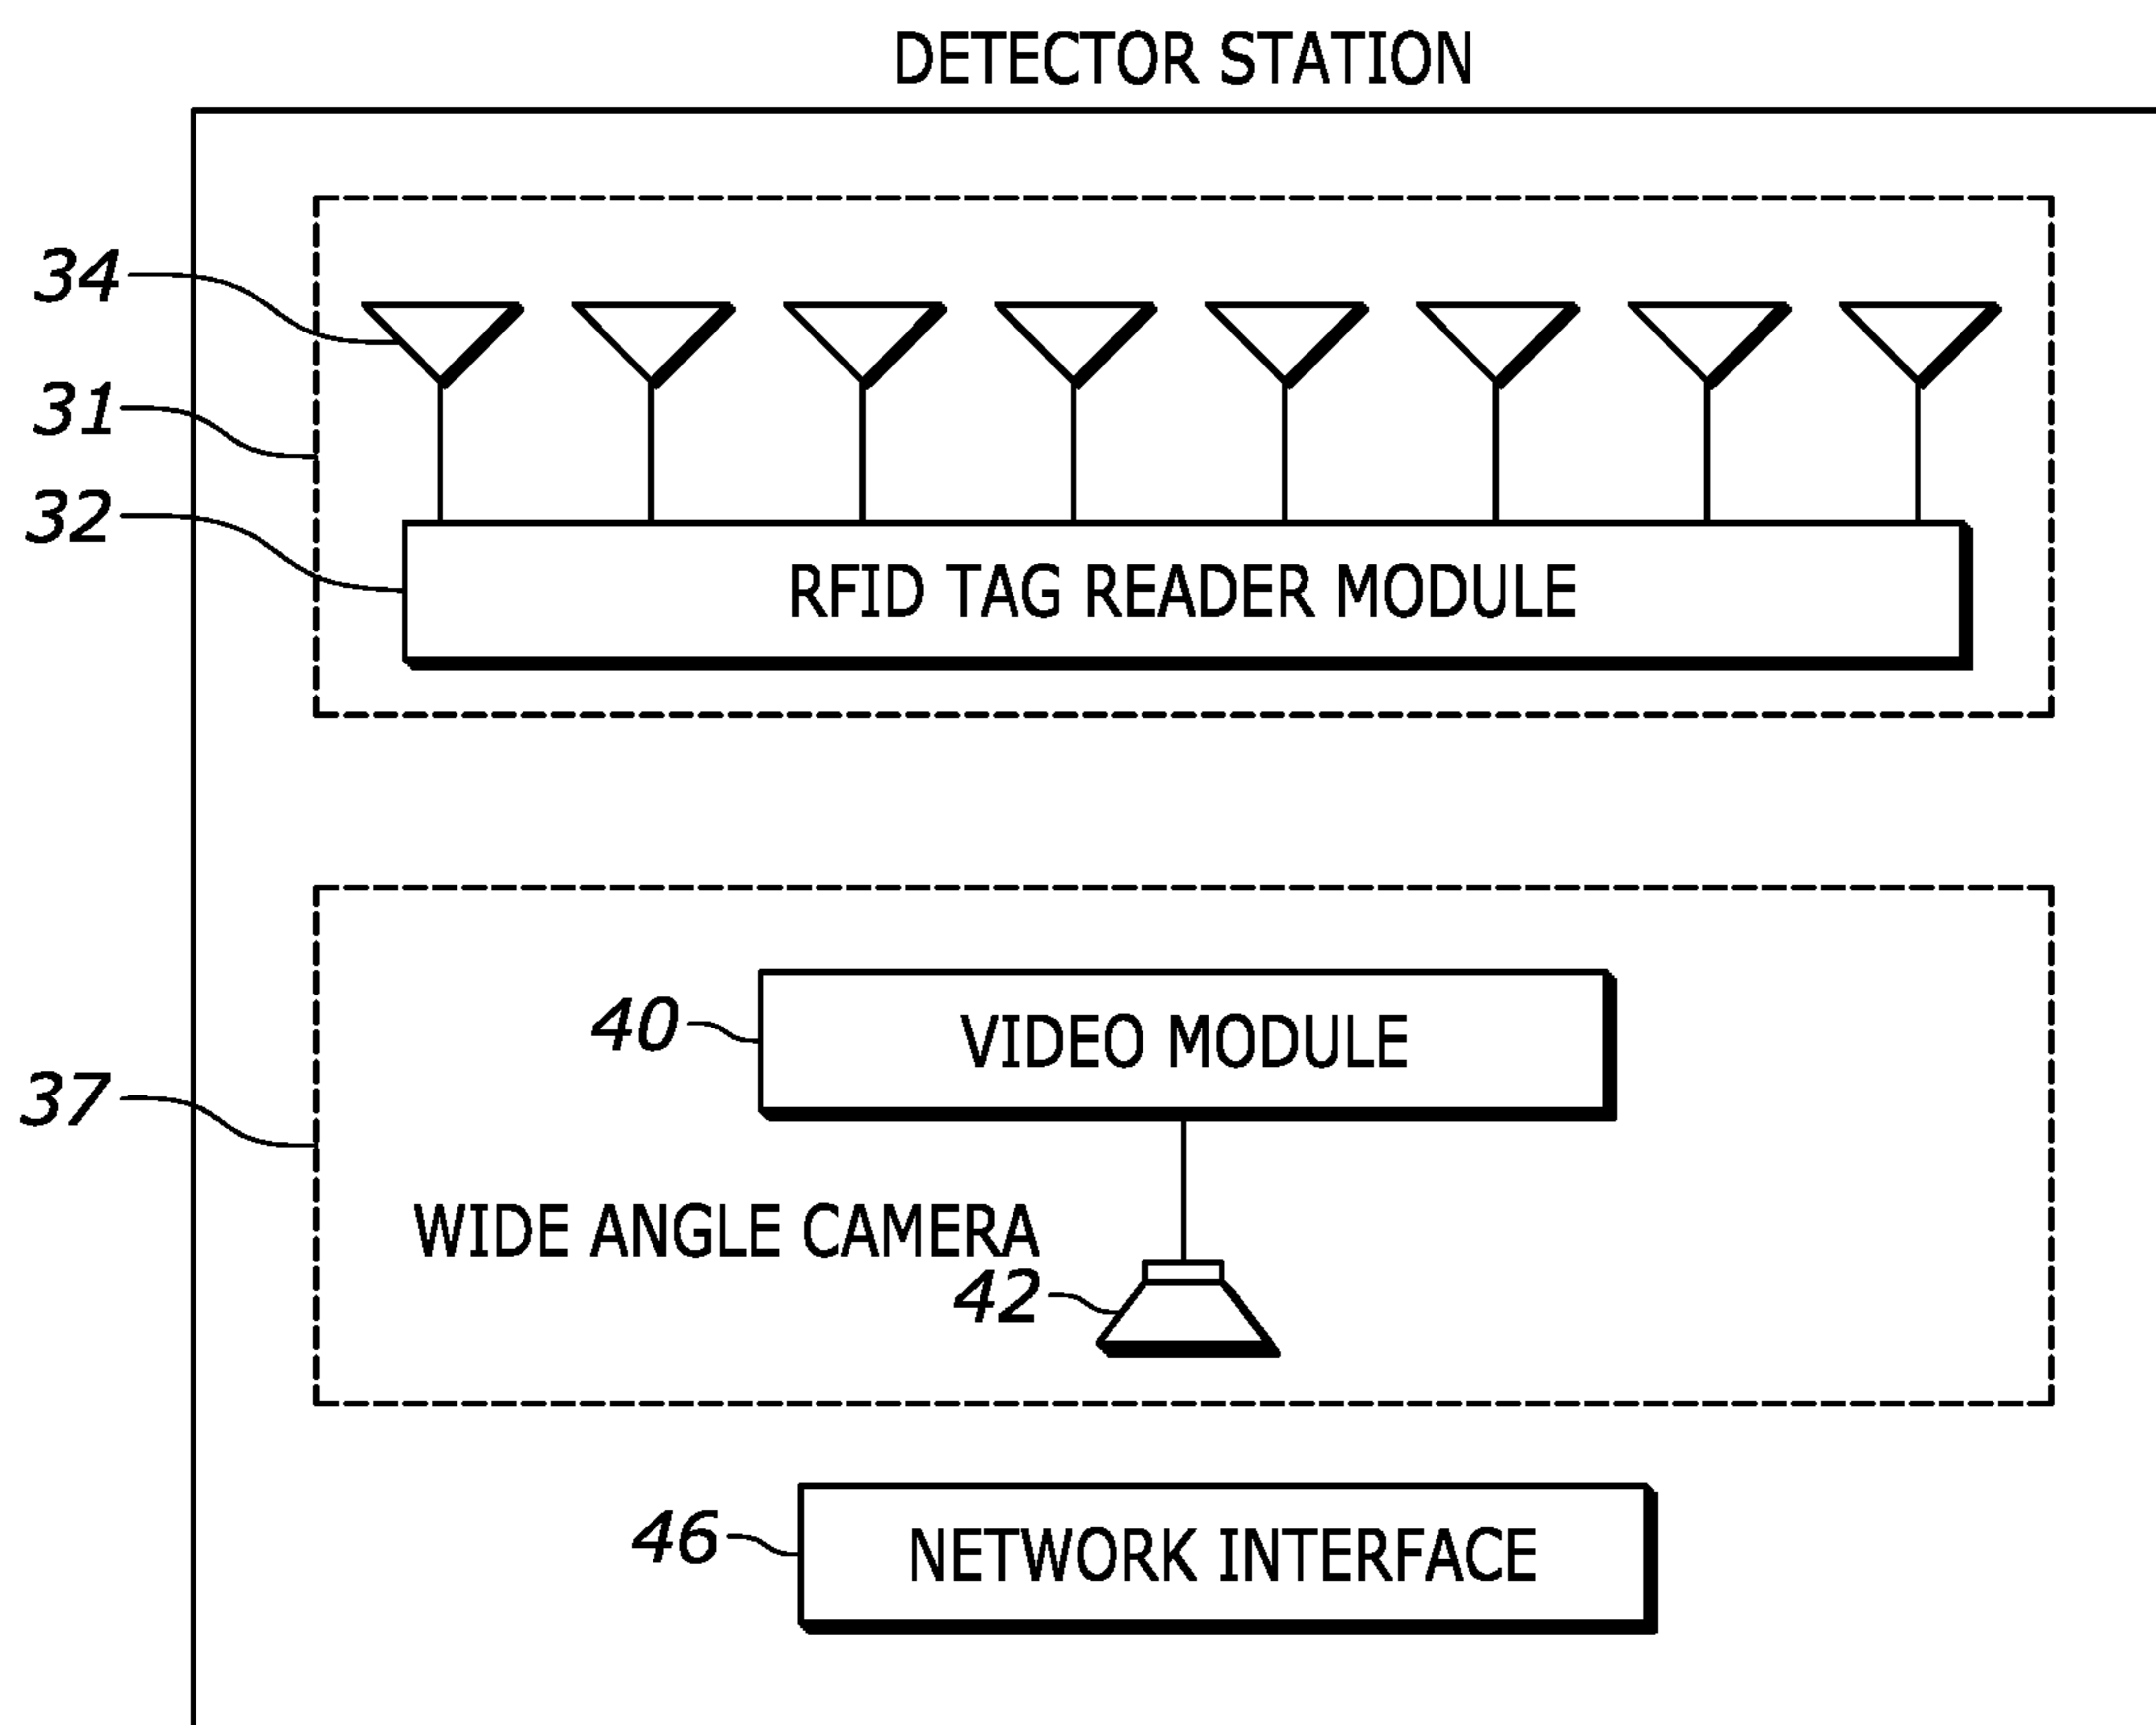 DETECTOR STATION
34
31
32
RFID TAG READER MODULE
40
VIDEO MODULE
37
WIDE ANGLE CAMERA
42
46
NETWORK INTERFACE